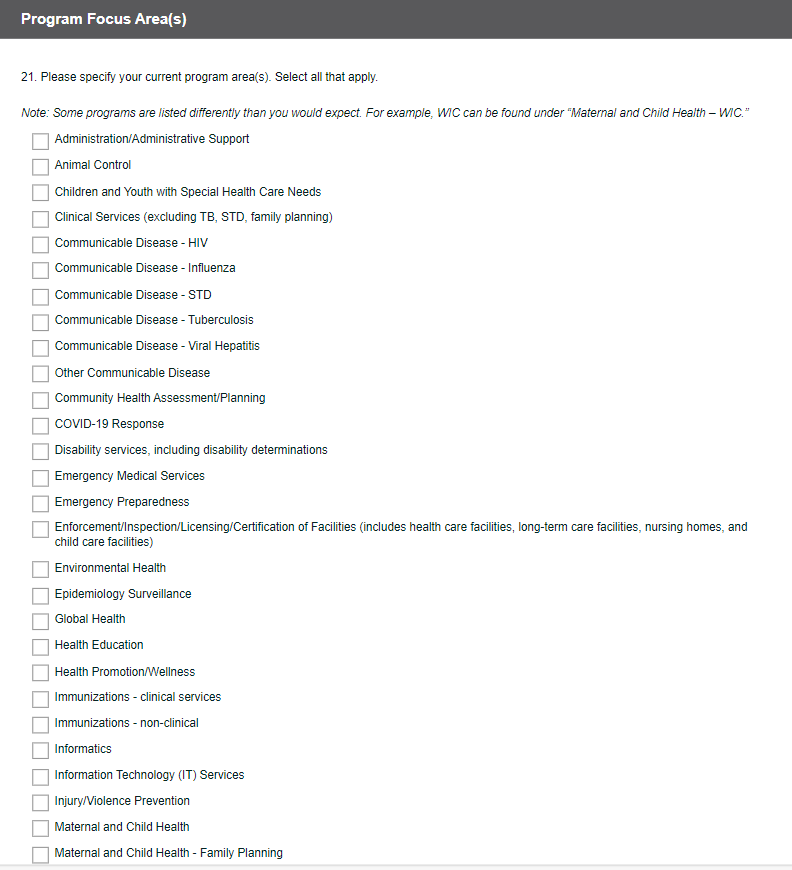 Program Focus Area(s)
21. Please specify your current program area(s). Select all that apply.
Note: Some programs are listed differently than you would expect. For example, WIC can be found under “Maternal and Child Health – WIC.”
Administration/Administrative Support
Animal Control
Children and Youth with Special Health Care Needs
Clinical Services (excluding TB, STD, family planning)
Communicable Disease - HIV
Communicable Disease - Influenza
Communicable Disease - STD
Communicable Disease - Tuberculosis
Communicable Disease - Viral Hepatitis
Other Communicable Disease
Community Health Assessment/Planning
COVID-19 Response
Disability services, including disability determinations
Emergency Medical Services
Emergency Preparedness
Enforcement/Inspection/Licensing/Certification of Facilities (includes health care facilities, long-term care facilities, nursing homes, and
child care facilities)
Environmental Health
Epidemiology Surveillance
Global Health
Health Education
Health Promotion/Wellness
Immunizations - clinical services
Immunizations - non-clinical
Informatics
Information Technology (IT) Services
Injury/Violence Prevention
Maternal and Child Health
Maternal and Child Health - Family Planning